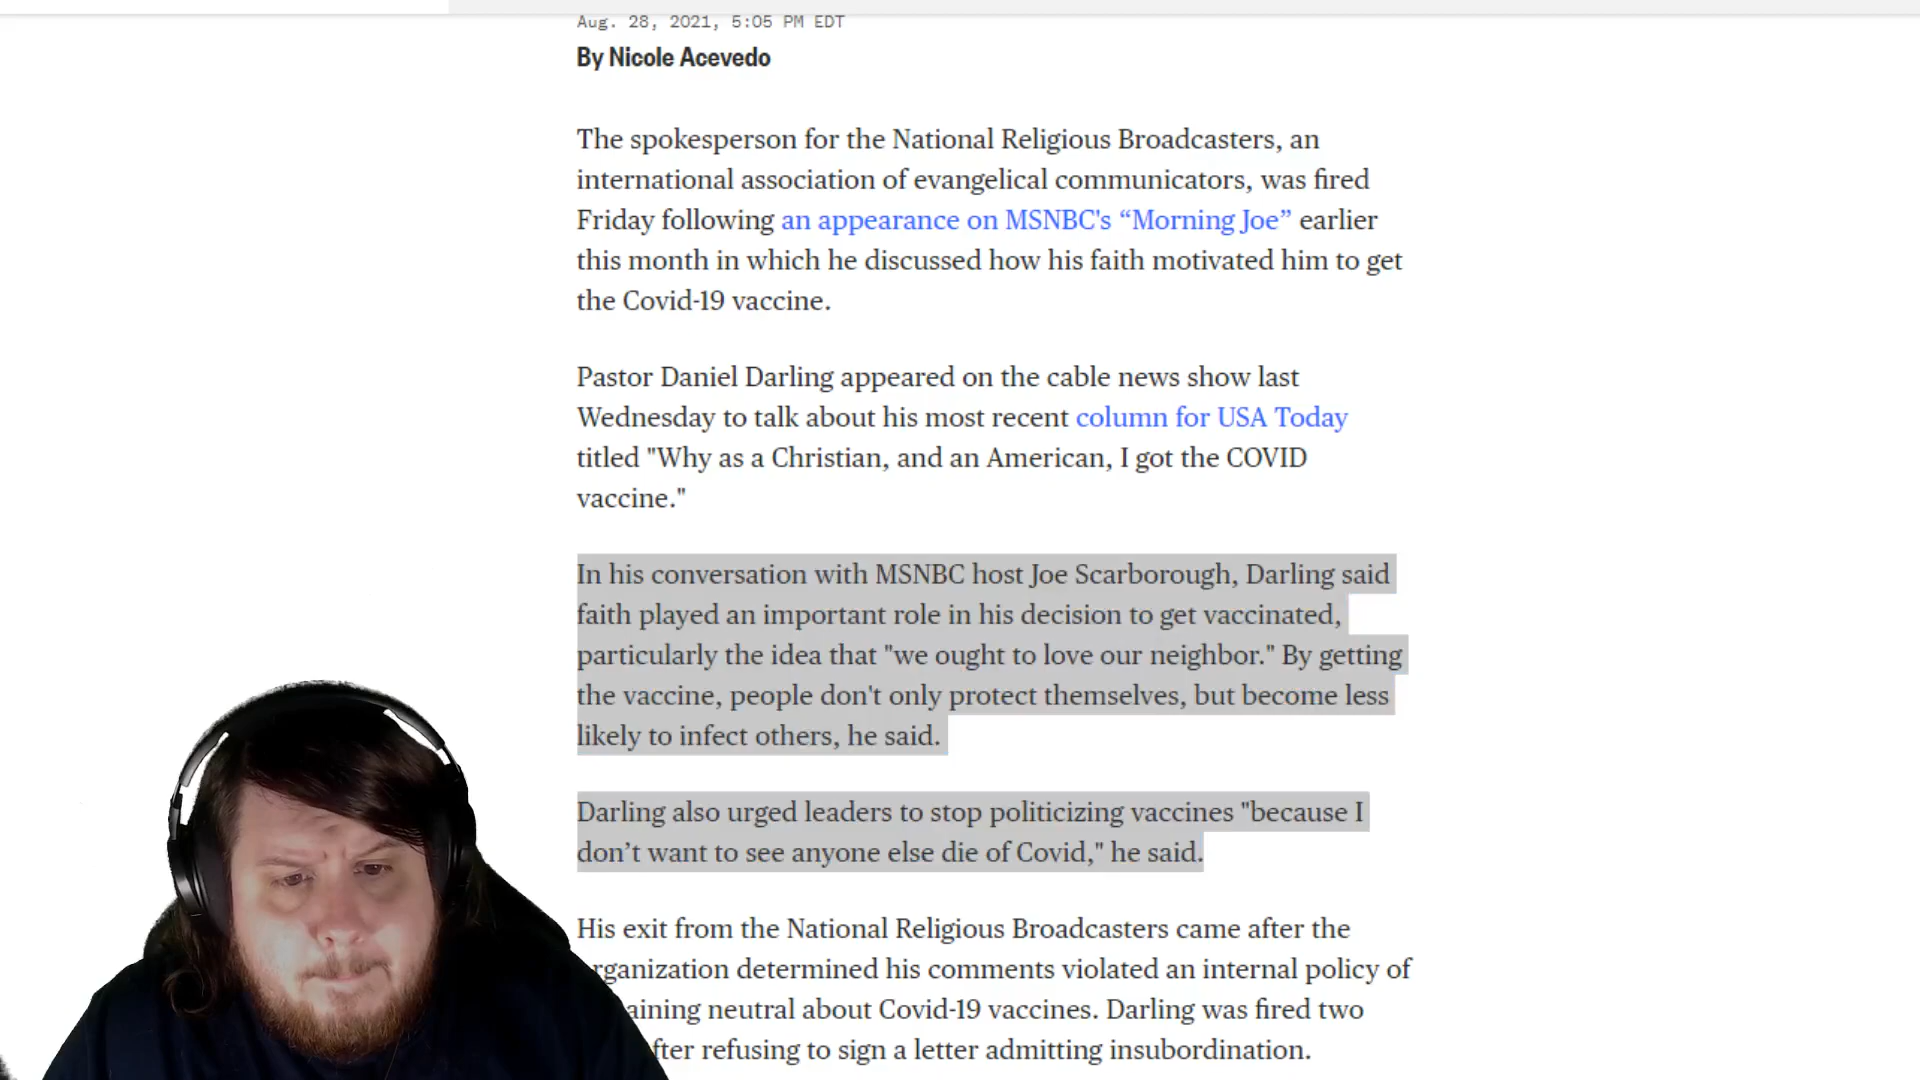 Aug. 28, 2021, 5:05 PM EDT
By Nicole Acevedo
The spokesperson for the National Religious Broadcasters, an
international association of evangelical communicators, was fired
Friday following an appearance on MSNBC's “Morning Joe” earlier
this month in which he discussed how his faith motivated him to get
the Covid-19 vaccine.
Pastor Daniel Darling appeared on the cable news show last
Wednesday to talk about his most recent column for USA Today
titled "Why as a Christian, and an American, I got the COVID
vaccine."
In his conversation with MSNBC host Joe Scarborough, Darling said
faith played an important role in his decision to get vaccinated,
particularly the idea that "we ought to love our neighbor." By getting
the vaccine, people don't only protect themselves, but become less
likely to infect others, he said.
Darling also urged leaders to stop politicizing vaccines "because I
don’t want to see anyone else die of Covid," he said.
His exit from the National Religious Broadcasters came after the
rganization determined his comments violated an internal policy of
aining neutral about Covid-19 vaccines. Darling was fired two
fter refusing to sign a letter admitting insubordination.